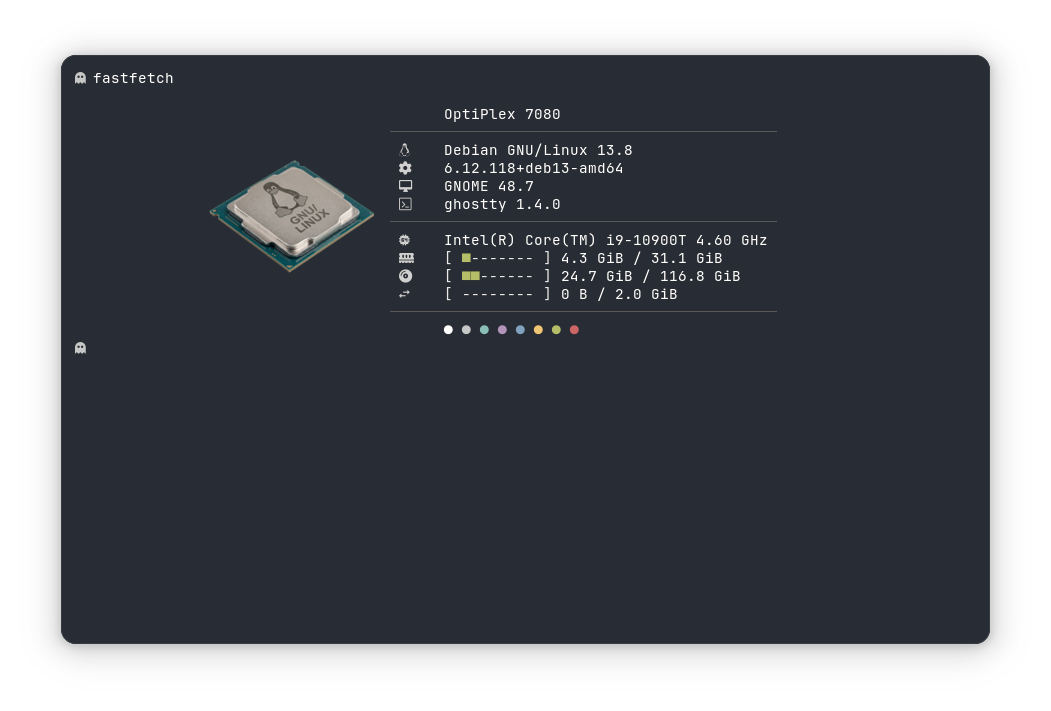 fastfetch
OptiPlex 7080
Debian GNU/Linux 13.8
6.12.118+deb13-amd64
GNOME 48.7
ghostty 1.4.0
GNU/
LINUX
Intel(R) Core(TM) i9-10900T 4.60 GHz
[ ■------- ] 4.3 GiB / 31.1 GiB
[ ■■------ ] 24.7 GiB / 116.8 GiB
[ -------- ] 0 B / 2.0 GiB